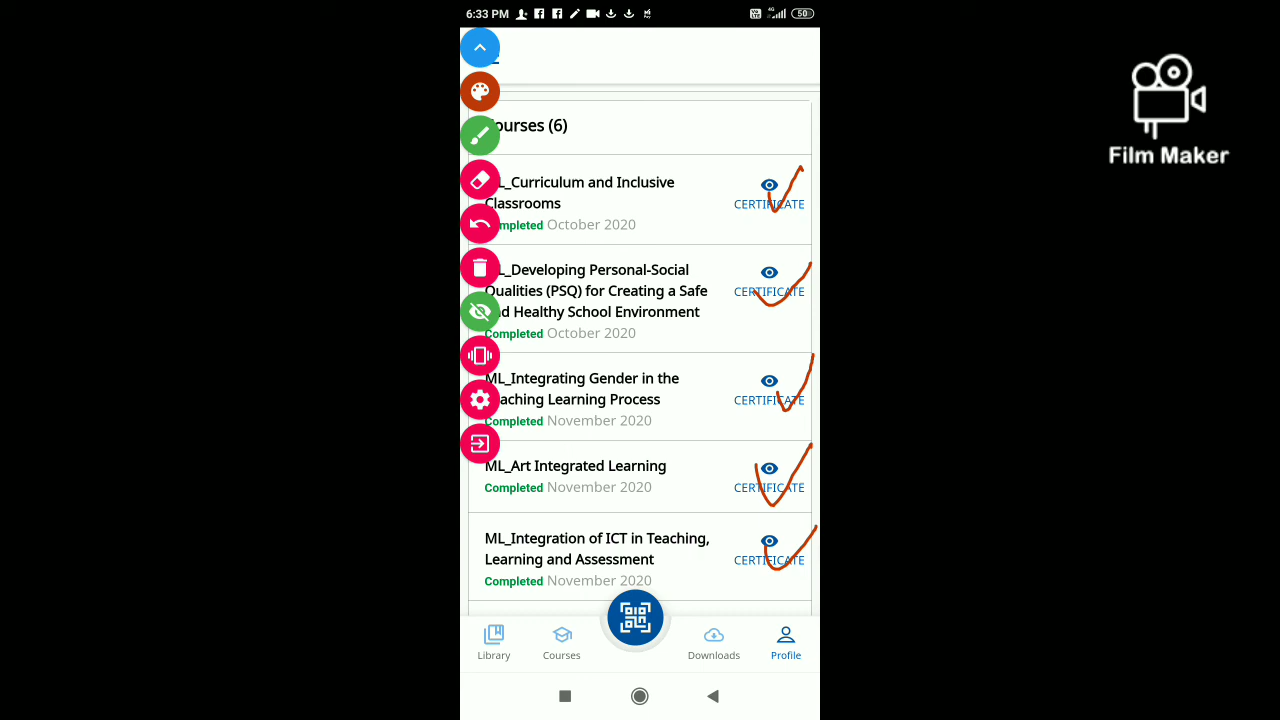 6:33 PM
50
Film Maker
ourses (6)
L_Curriculum and Inclusive
Classrooms
mpleted October 2020
CERTIFICATE
L_Developing Personal-Social
Qualities (PSQ) for Creating a Safe
d Healthy School Environment
Completed October 2020
CERTIFICATE
ML_Integrating Gender in the
aching Learning Process
Completed November 2020
CERTIFICATE
ML_Art Integrated Learning
Completed November 2020
CERTIFICATE
ML_Integration of ICT in Teaching,
Learning and Assessment
Completed November 2020
CERTIFICATE
Library
Courses
Downloads
Profile